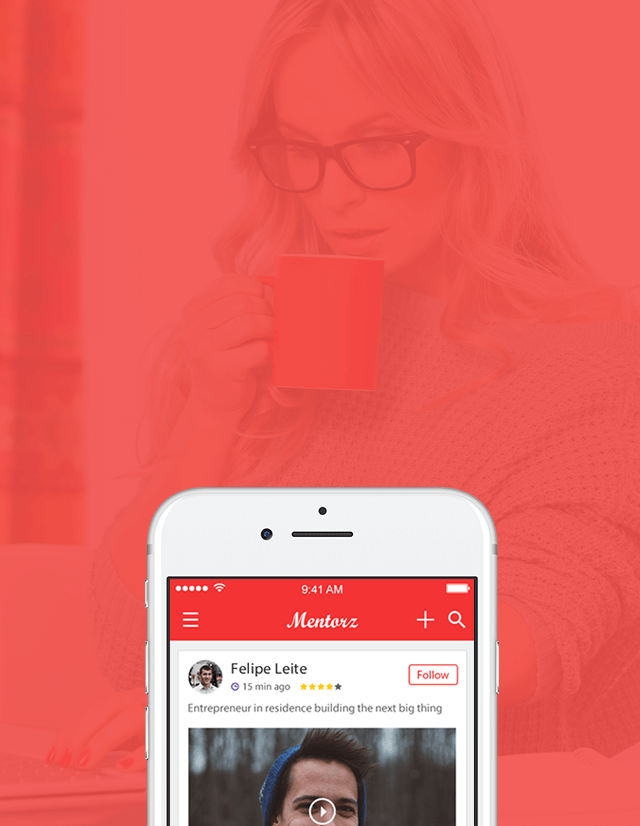 9:41 AM
Mentorz
Felipe Leite
15 min ago
Follow
Entrepreneur in residence building the next big thing